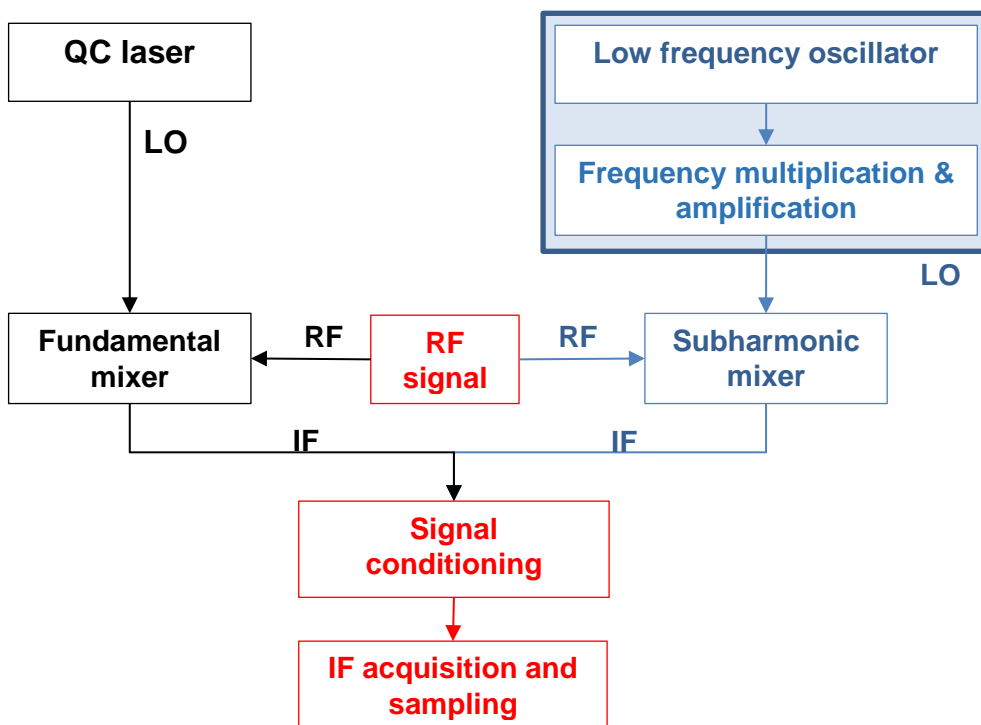 QC laser
Low frequency oscillator
LO
Frequency multiplication &
amplification
LO
Fundamental
mixer
RF
RF
signal
RF
Subharmonic
mixer
IF
IF
Signal
conditioning
IF acquisition and
sampling